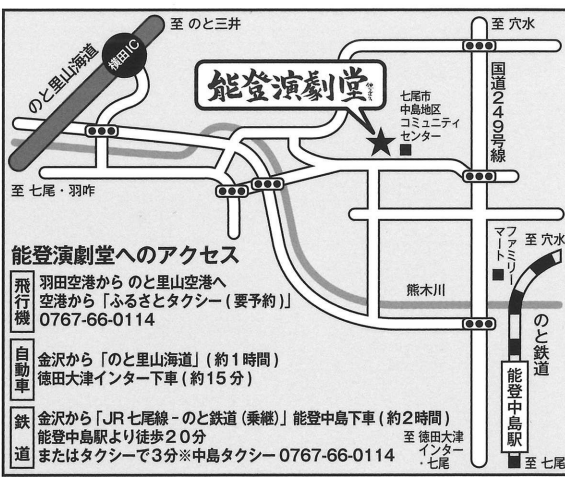 至 のと三井
横田IC
のと里山海道
至 穴水
国道249号線
能登演劇堂
七尾市
中島地区
コミュニティ
センター
至 七尾・羽咋
ファミリー
マート
至 穴水
熊木川
のと鉄道
能登中島駅
至 七尾
至 徳田大津
インター
・七尾
能登演劇堂へのアクセス
飛行機
羽田空港から のと里山空港へ
空港から「ふるさとタクシー(要予約)」
0767-66-0114
自動車
金沢から「のと里山海道」(約1時間)
徳田大津インター下車(約15分)
鉄道
金沢から「JR七尾線-のと鉄道(乗継)」能登中島下車(約2時間)
能登中島駅より徒歩20分
またはタクシーで3分※中島タクシー 0767-66-0114